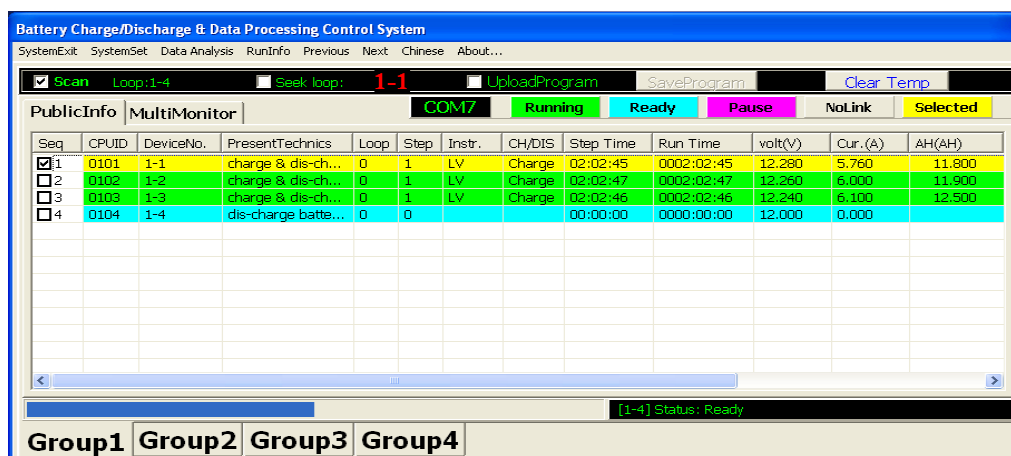 Battery Charge/Discharge & Data Processing Control System
SystemExit SystemSet Data Analysis RunInfo Previous Next Chinese About...
Scan Loop:1-4 Seek loop: 1-1 UploadProgram SaveProgram Clear Temp
PublicInfo MultiMonitor COM7 Running Ready Pause NoLink Selected
Seq CPUID DeviceNo. PresentTechnics Loop Step Instr. CH/DIS Step Time Run Time volt(V) Cur.(A) AH(AH)
1 0101 1-1 charge & dis-ch... 0 1 LV Charge 02:02:45 0002:02:45 12.280 5.760 11.800
2 0102 1-2 charge & dis-ch... 0 1 LV Charge 02:02:47 0002:02:47 12.260 6.000 11.900
3 0103 1-3 charge & dis-ch... 0 1 LV Charge 02:02:46 0002:02:46 12.240 6.100 12.500
4 0104 1-4 dis-charge batte... 0 0 00:00:00 0000:00:00 12.000 0.000
[1-4] Status: Ready
Group1 Group2 Group3 Group4